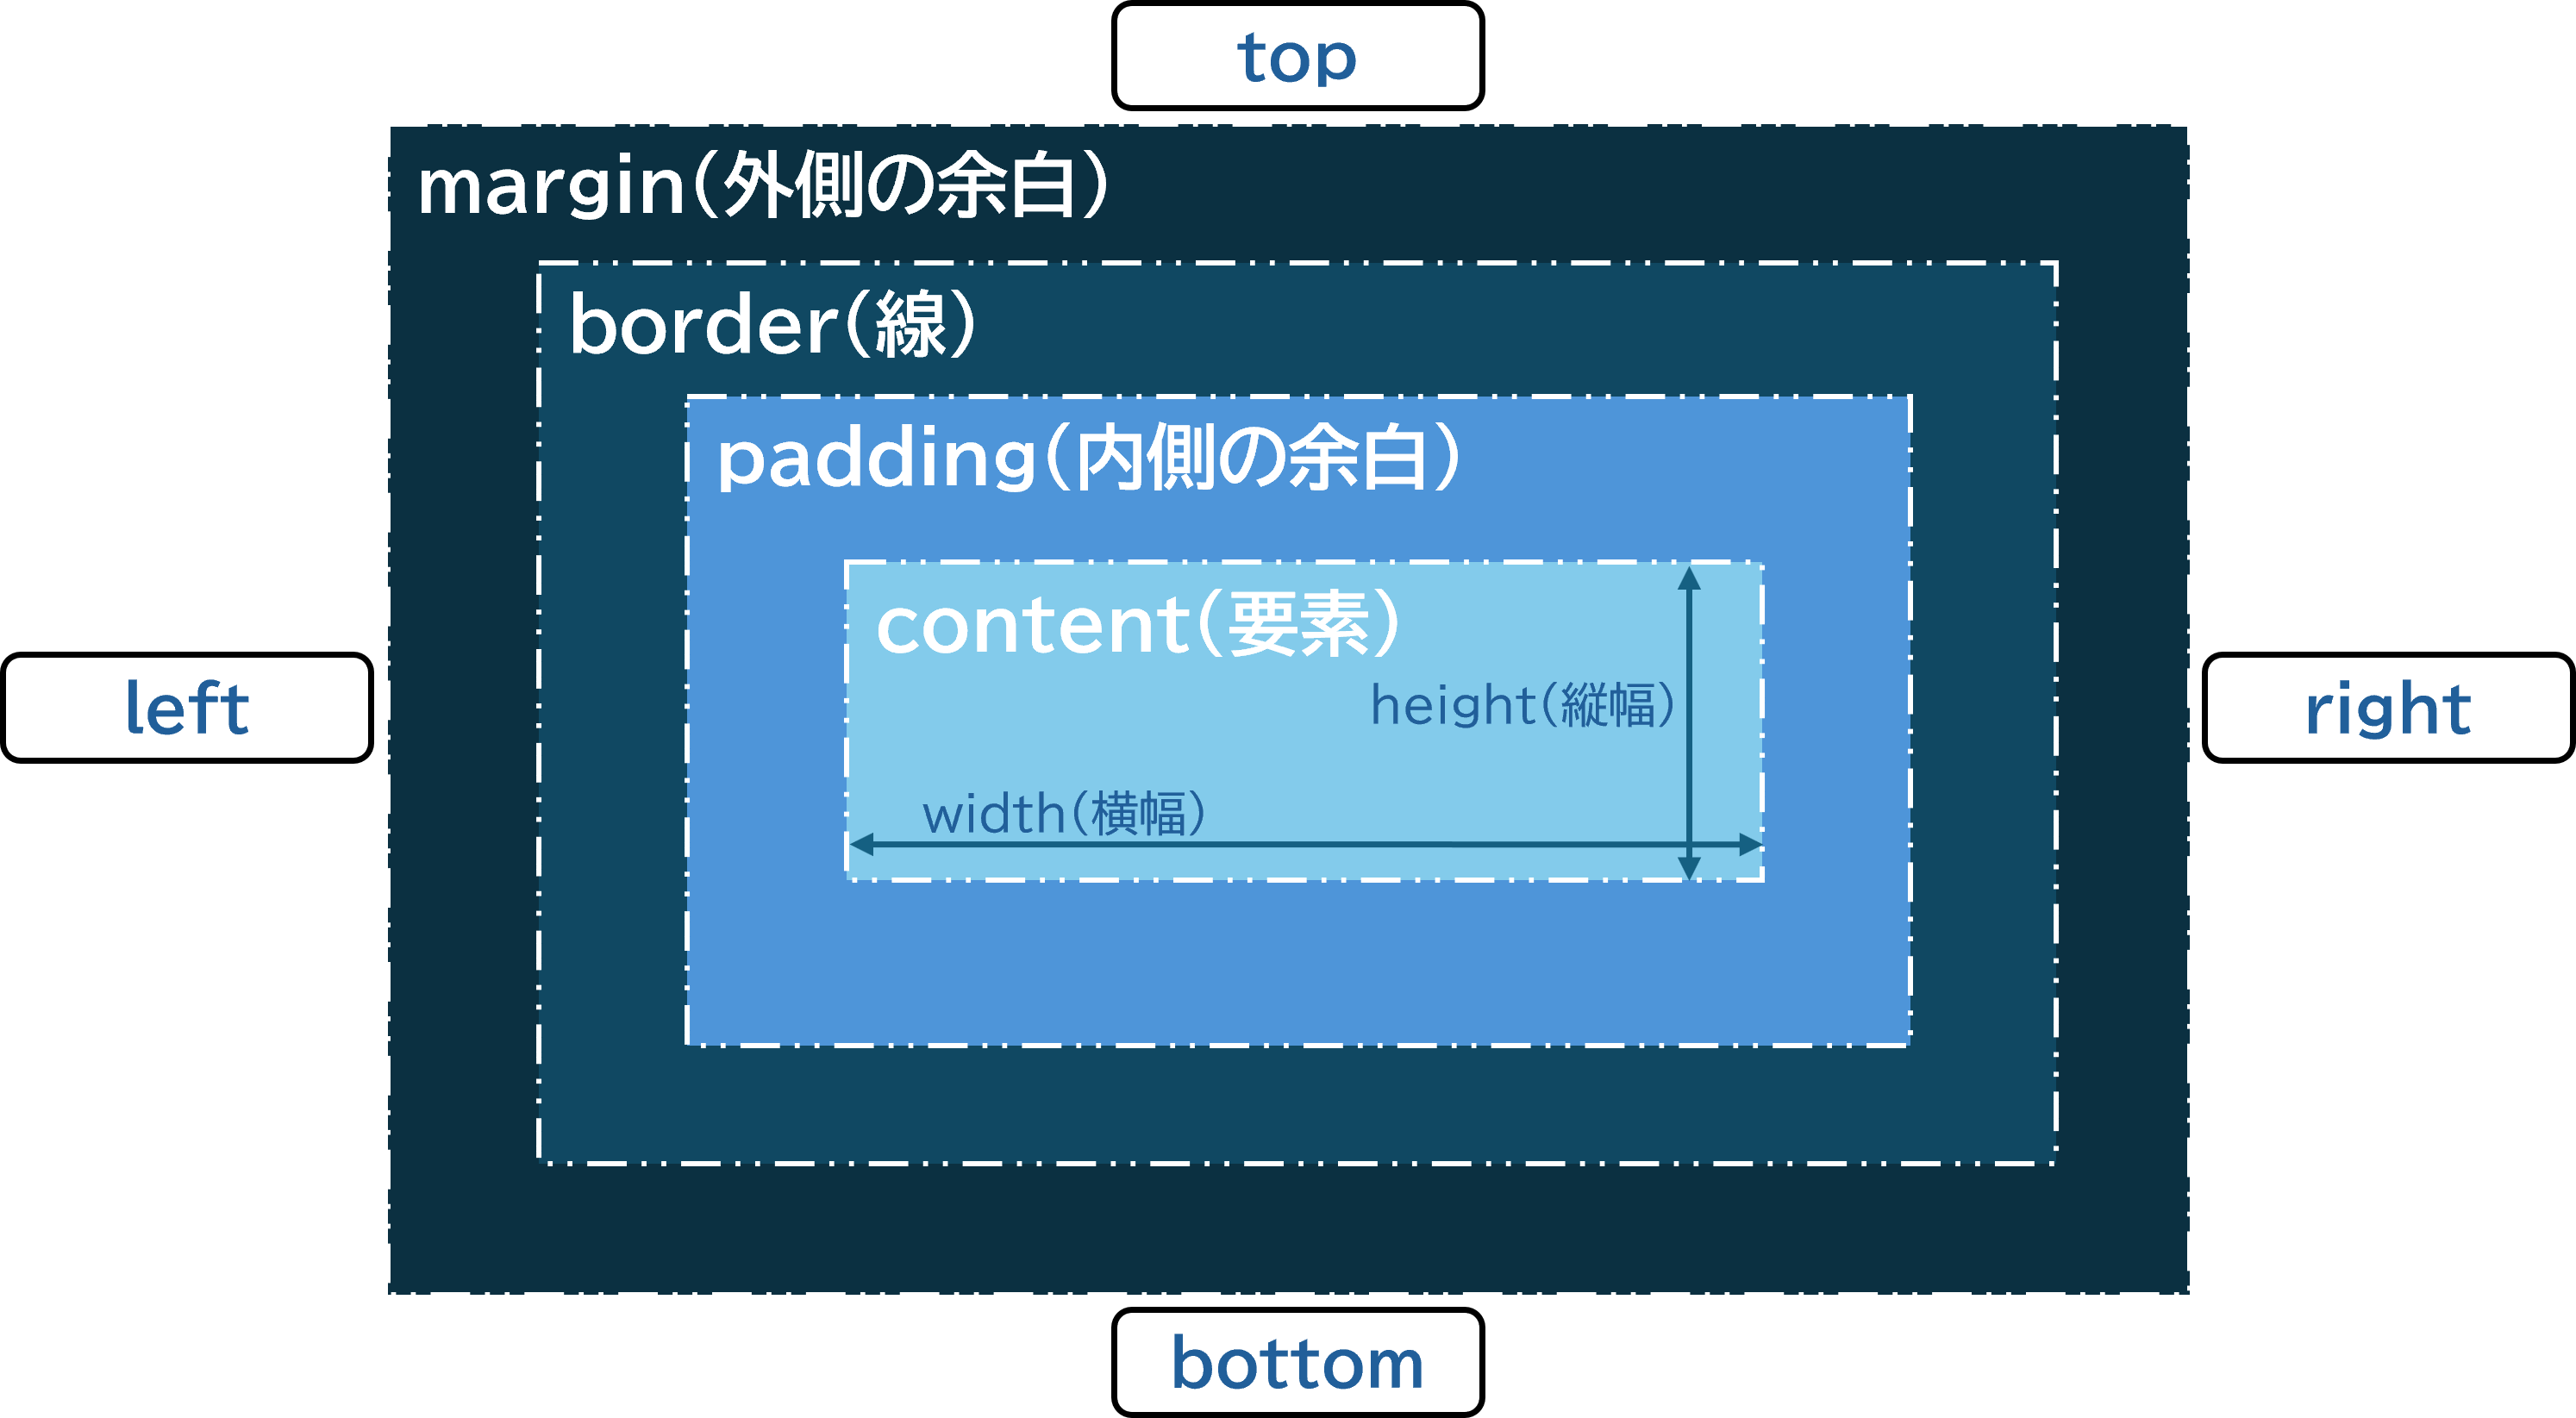 top
margin(外側の余白)
border(線)
padding(内側の余白)
content(要素)
height(縦幅)
left
right
width(横幅)
bottom